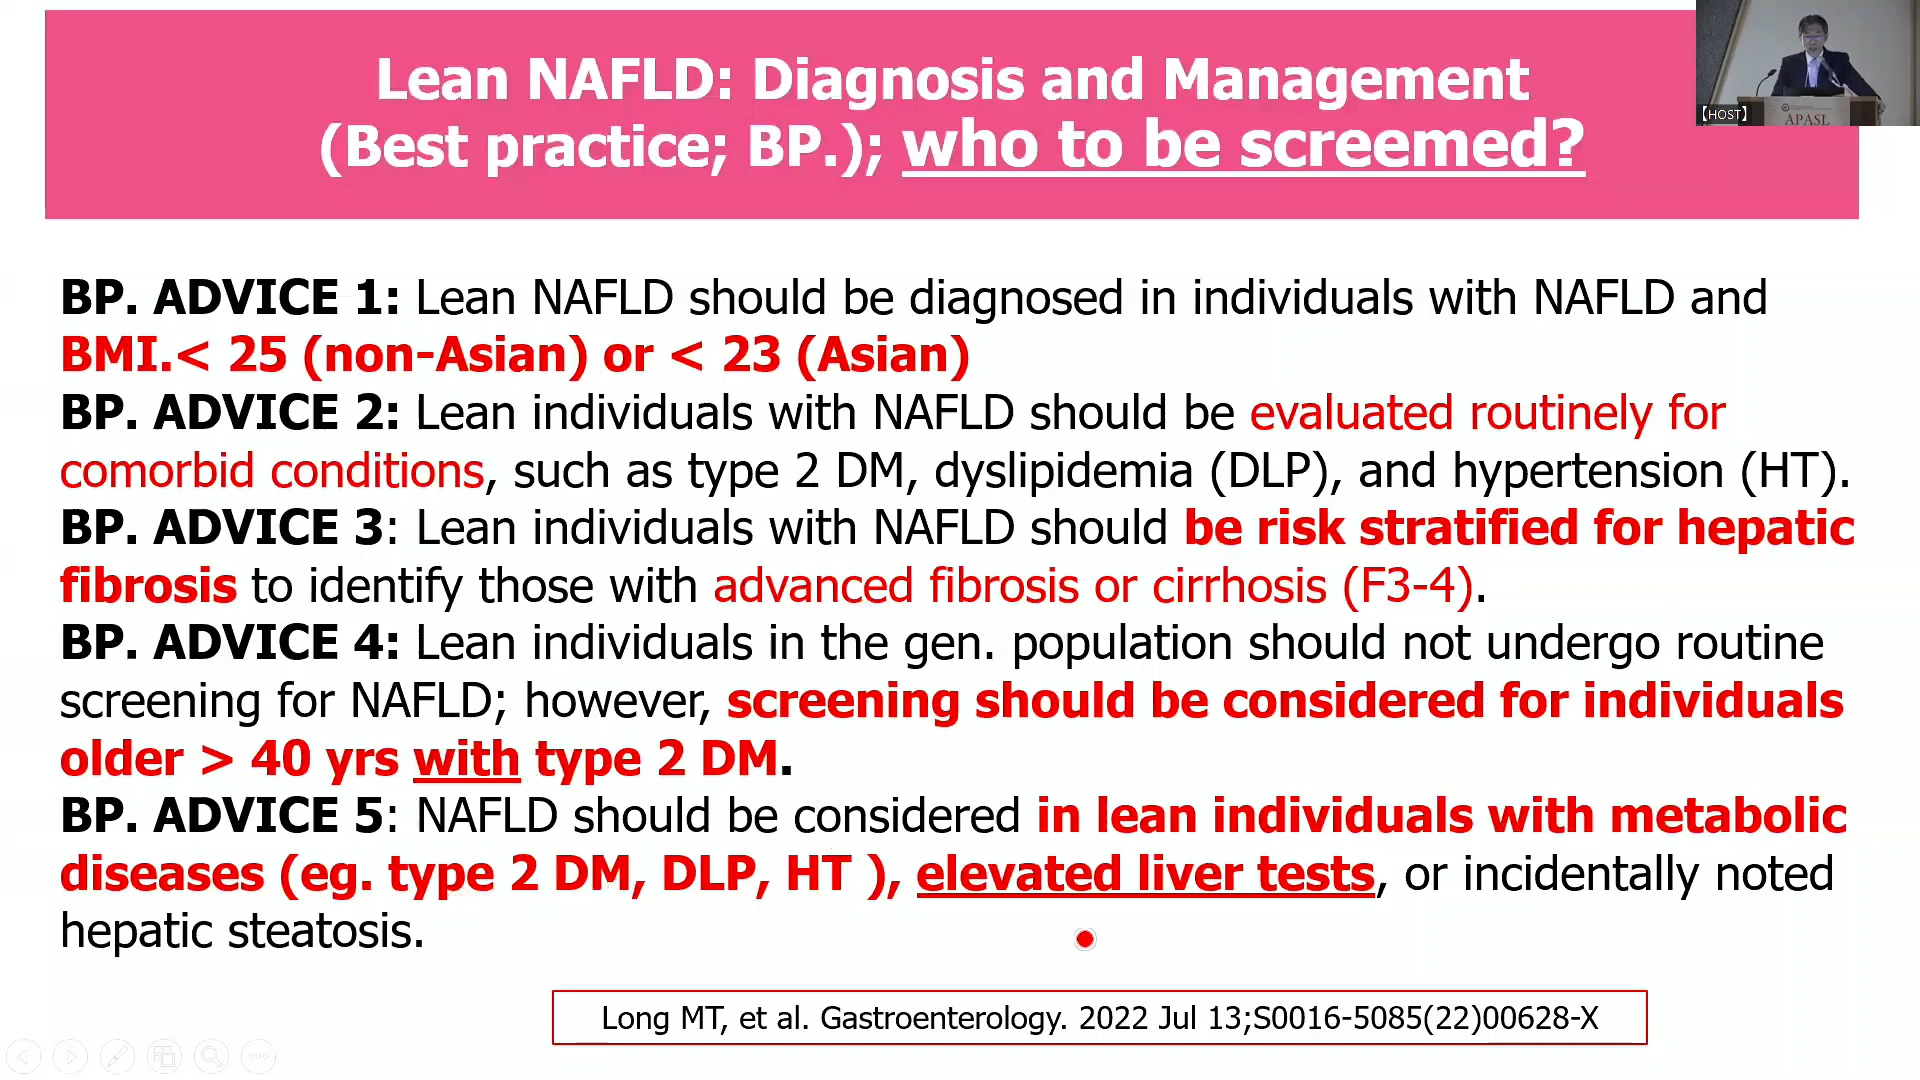 Lean NAFLD: Diagnosis and Management
(Best practice; BP.); who to be screemed?
【HOST】
APASL
BP. ADVICE 1: Lean NAFLD should be diagnosed in individuals with NAFLD and
BMI.< 25 (non-Asian) or < 23 (Asian)
BP. ADVICE 2: Lean individuals with NAFLD should be evaluated routinely for
comorbid conditions, such as type 2 DM, dyslipidemia (DLP), and hypertension (HT).
BP. ADVICE 3: Lean individuals with NAFLD should be risk stratified for hepatic
fibrosis to identify those with advanced fibrosis or cirrhosis (F3-4).
BP. ADVICE 4: Lean individuals in the gen. population should not undergo routine
screening for NAFLD; however, screening should be considered for individuals
older > 40 yrs with type 2 DM.
BP. ADVICE 5: NAFLD should be considered in lean individuals with metabolic
diseases (eg. type 2 DM, DLP, HT ), elevated liver tests, or incidentally noted
hepatic steatosis.
Long MT, et al. Gastroenterology. 2022 Jul 13;S0016-5085(22)00628-X